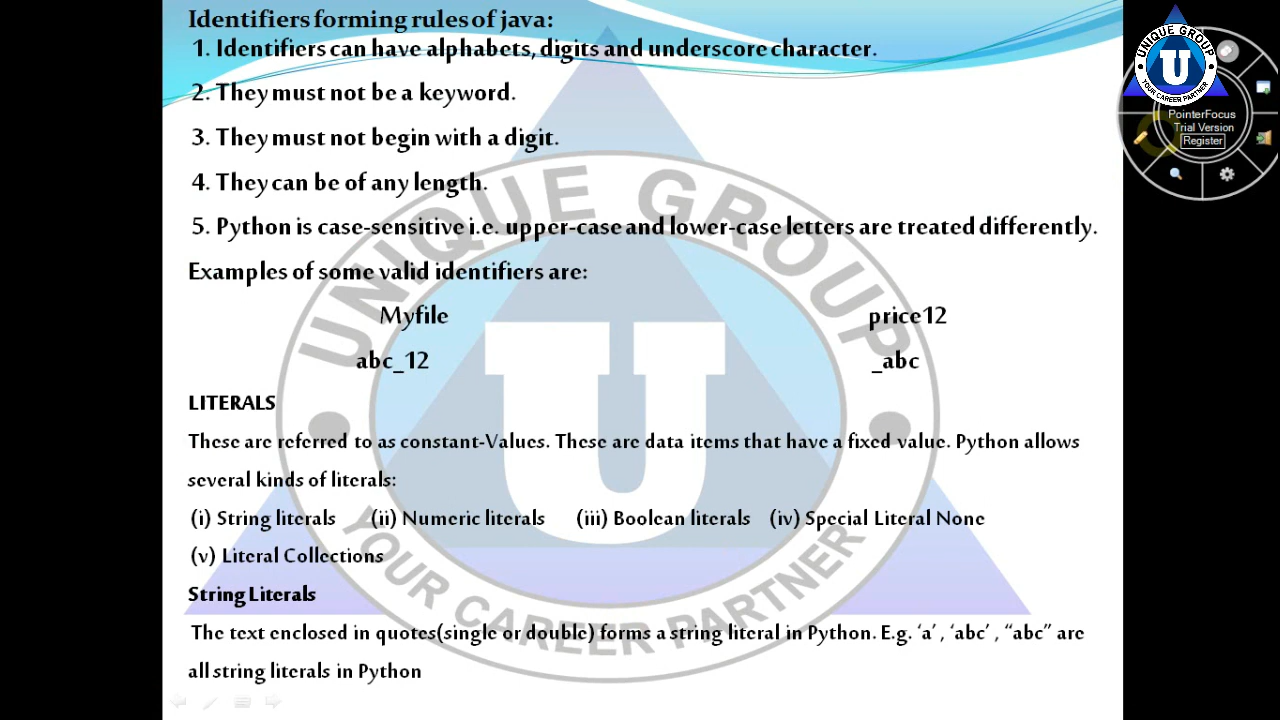 Identifiers forming rules of java:
1. Identifiers can have alphabets, digits and underscore character.
2. They must not be a keyword.
3. They must not begin with a digit.
4. They can be of any length.
5. Python is case-sensitive i.e. upper-case and lower-case letters are treated differently.
Examples of some valid identifiers are:
Myfile price12
abc_12 _abc
LITERALS
These are referred to as constant-Values. These are data items that have a fixed value. Python allows
several kinds of literals:
(i) String literals (ii) Numeric literals (iii) Boolean literals (iv) Special Literal None
(v) Literal Collections
String Literals
The text enclosed in quotes(single or double) forms a string literal in Python. E.g. ‘a’ , ‘abc’ , “abc” are
all string literals in Python
UNIQUE GROUP
U
YOUR CAREER PARTNER
UNIQUE GROUP
U
YOUR CAREER PARTNER
PointerFocus
Trial Version
Register